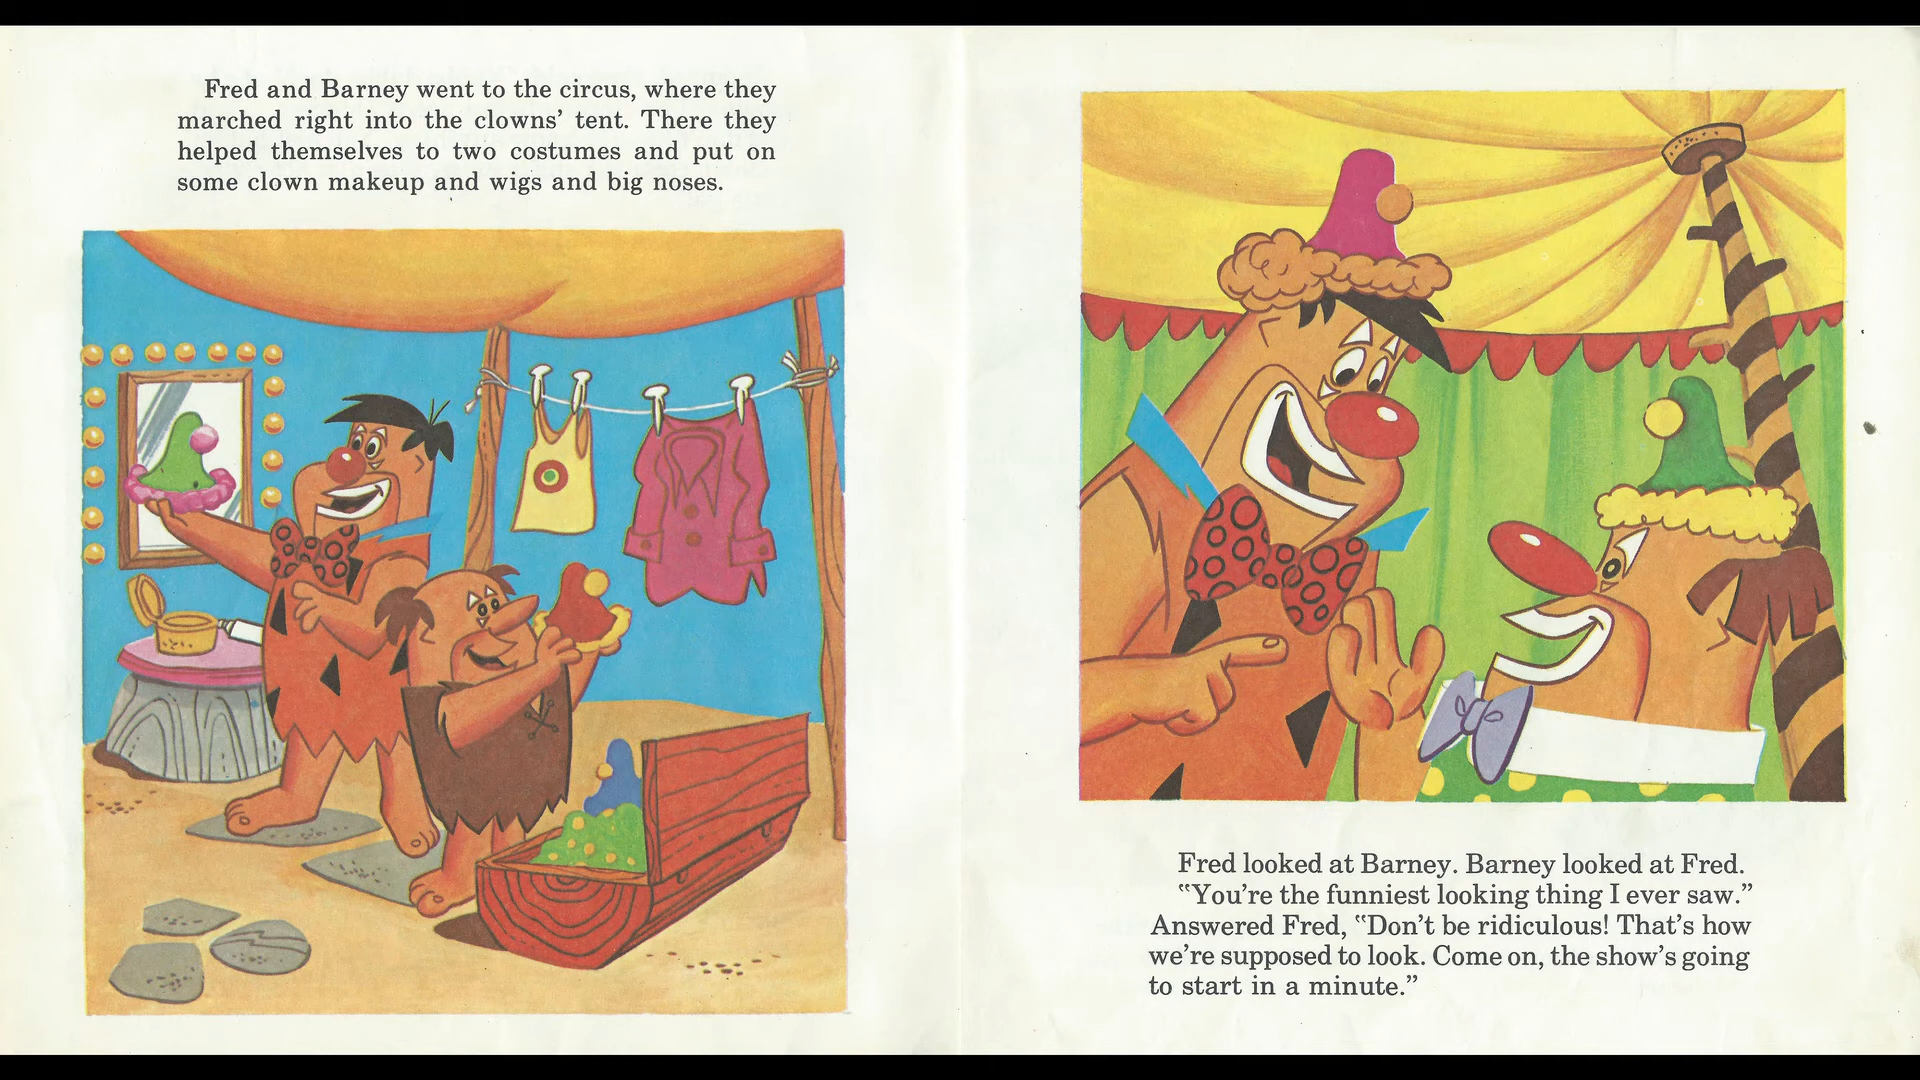 Fred and Barney went to the circus, where they
marched right into the clowns’ tent. There they
helped themselves to two costumes and put on
some clown makeup and wigs and big noses.
Fred looked at Barney. Barney looked at Fred.
“You’re the funniest looking thing I ever saw.”
Answered Fred, “Don’t be ridiculous! That’s how
we’re supposed to look. Come on, the show’s going
to start in a minute.”